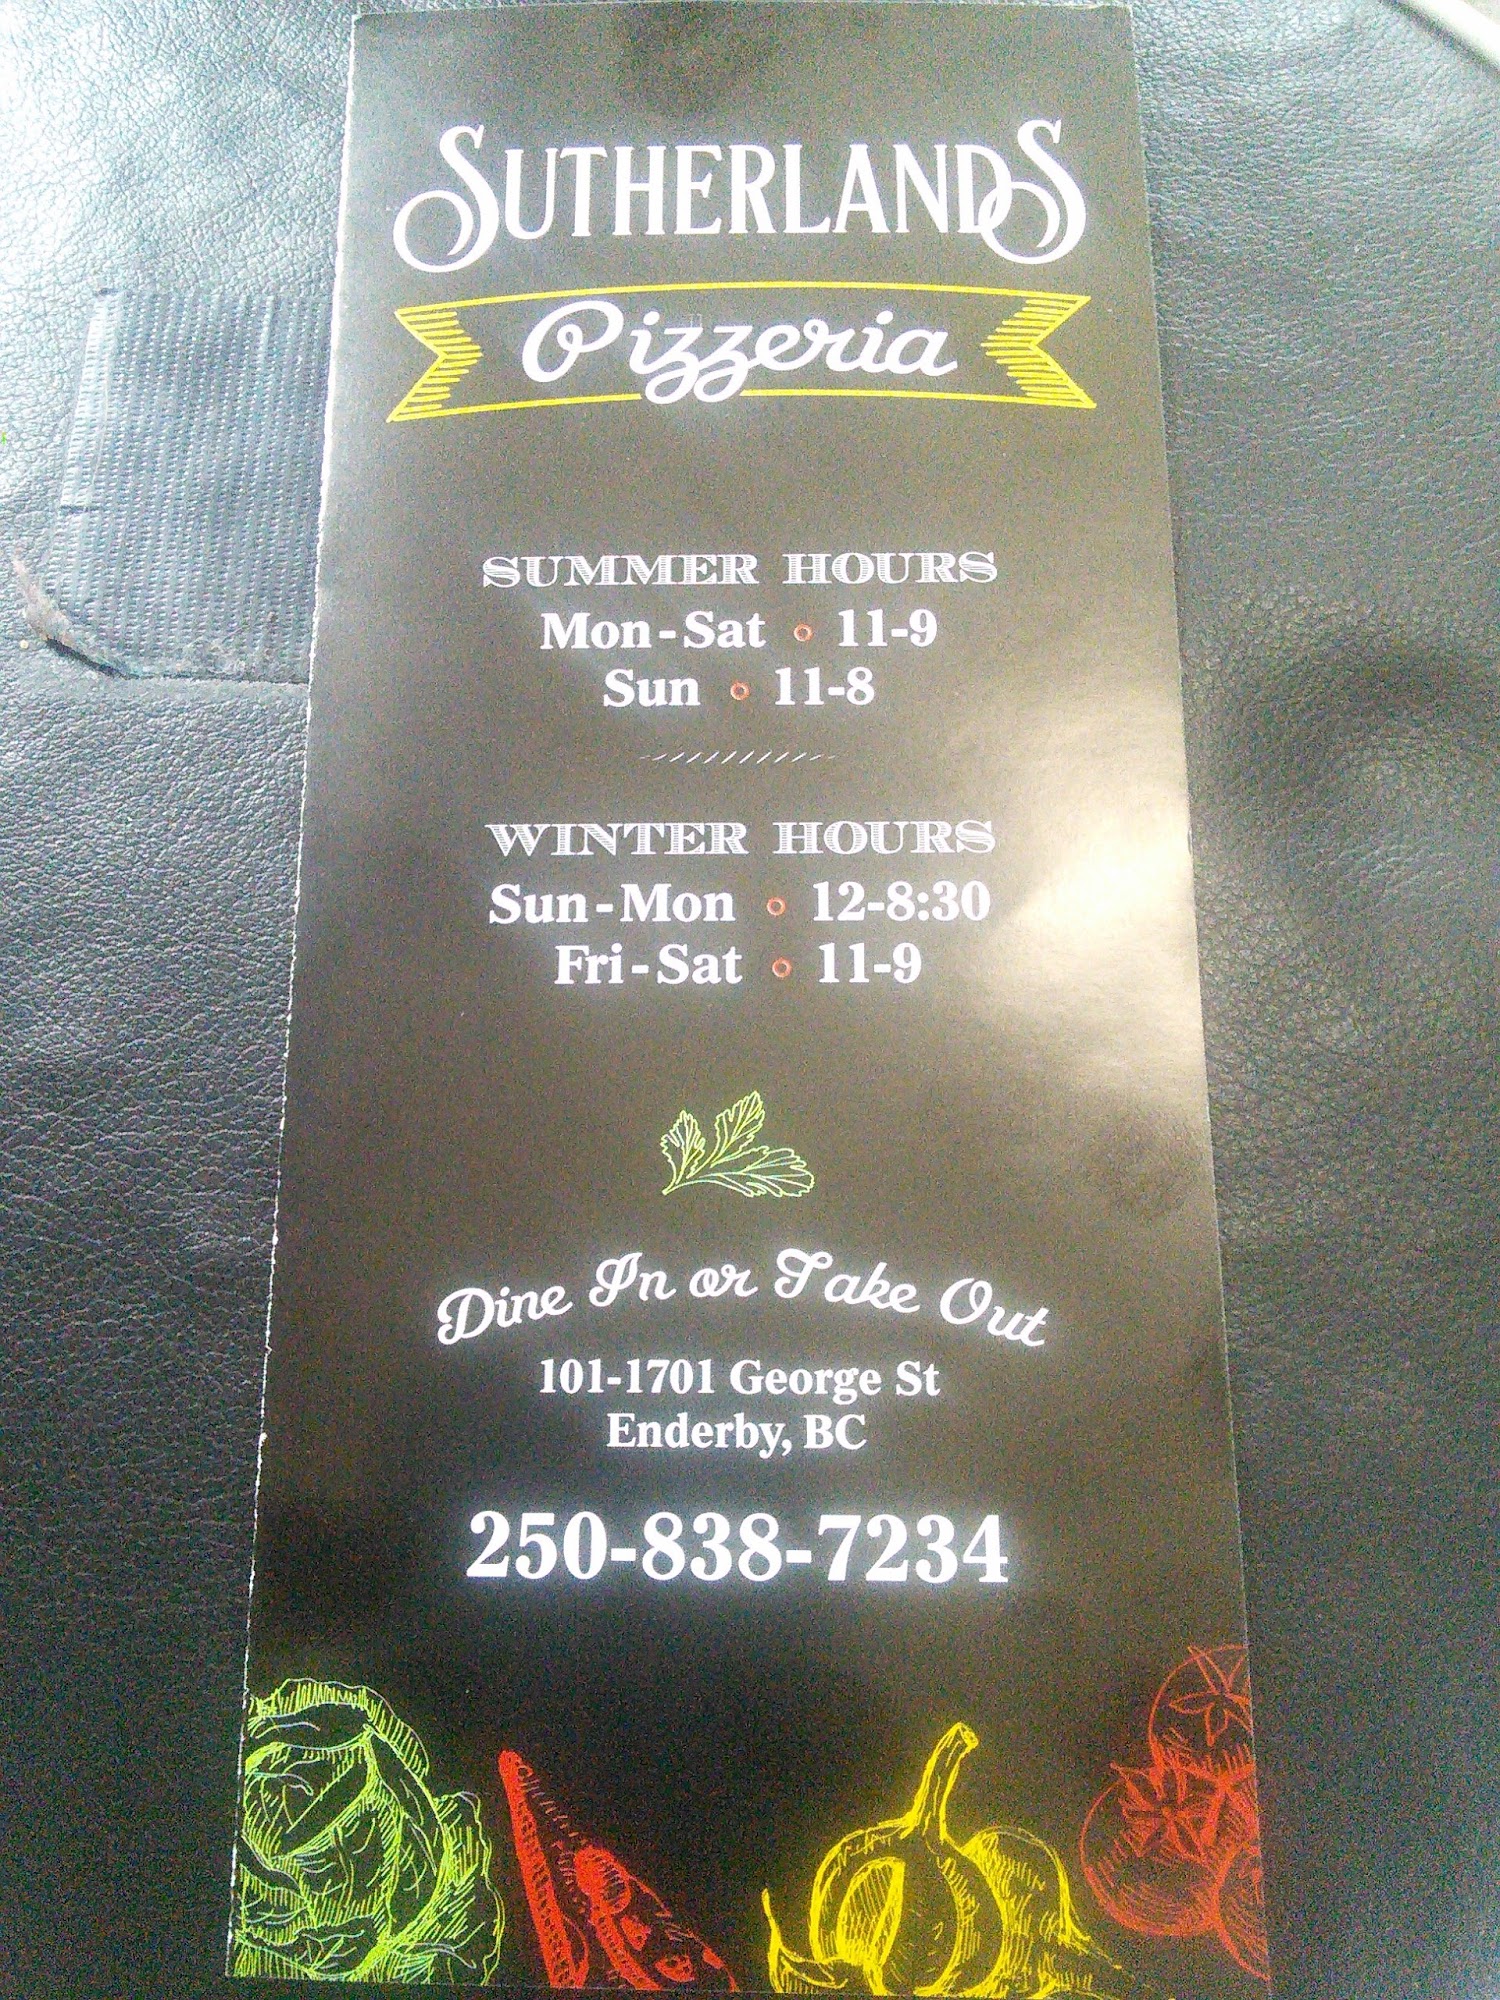 SUTHERLANDS
Pizzeria
SUMMER HOURS
Mon-Sat 11-9
Sun 11-8
WINTER HOURS
Sun-Mon 12-8:30
Fri-Sat 11-9
Dine In or Take Out
101-1701 George St
Enderby, BC
250-838-7234